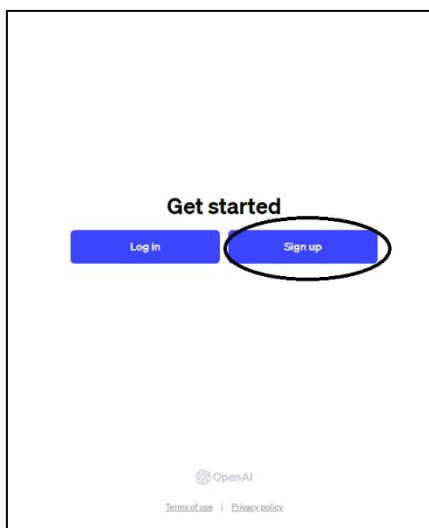 Get started
Log in Sign up
OpenAI
Terms of use | Privacy policy